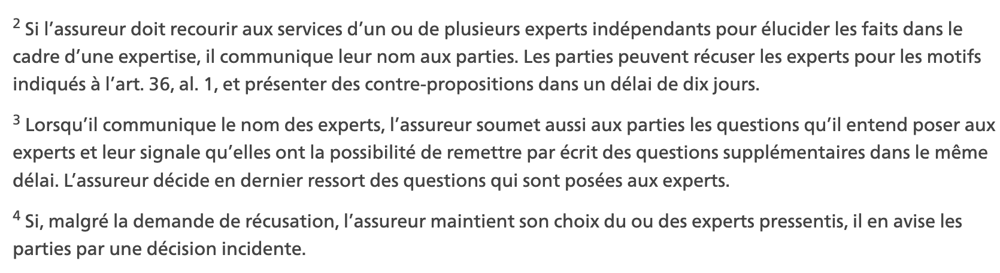 ² Si l’assureur doit recourir aux services d’un ou de plusieurs experts indépendants pour élucider les faits dans le
cadre d’une expertise, il communique leur nom aux parties. Les parties peuvent récuser les experts pour les motifs
indiqués à l’art. 36, al. 1, et présenter des contre-propositions dans un délai de dix jours.
³ Lorsqu’il communique le nom des experts, l’assureur soumet aussi aux parties les questions qu’il entend poser aux
experts et leur signale qu’elles ont la possibilité de remettre par écrit des questions supplémentaires dans le même
délai. L’assureur décide en dernier ressort des questions qui sont posées aux experts.
⁴ Si, malgré la demande de récusation, l’assureur maintient son choix du ou des experts pressentis, il en avise les
parties par une décision incidente.